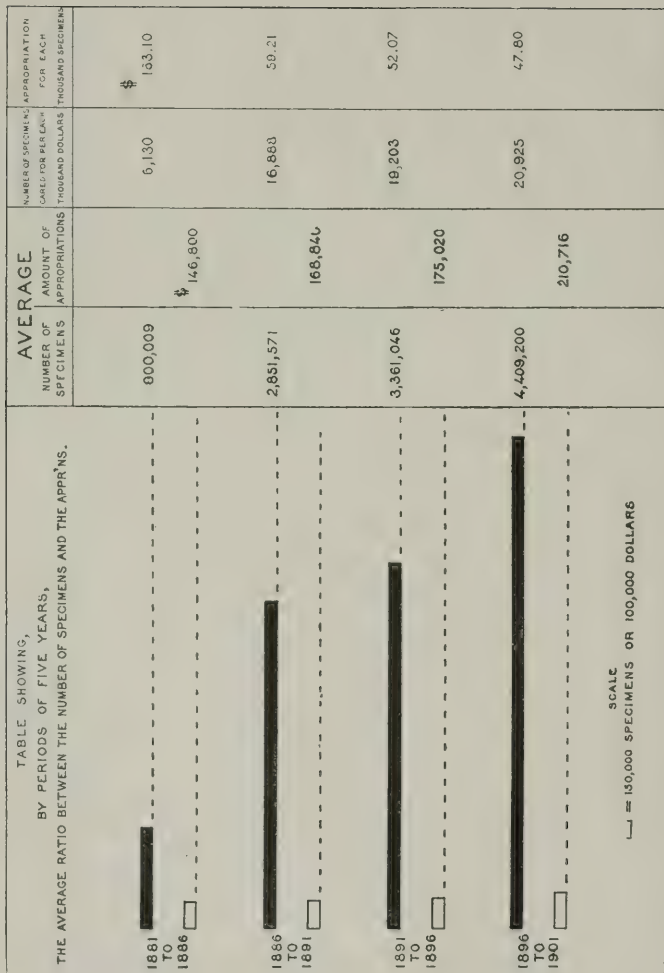 TABLE SHOWING,
BY PERIODS OF FIVE YEARS,
THE AVERAGE RATIO BETWEEN THE NUMBER OF SPECIMENS AND THE APPR'NS.
AVERAGE
NUMBER OF SPECIMENS
AMOUNT OF APPROPRIATIONS
NUMBER OF SPECIMENS CARED FOR PER EACH THOUSAND DOLLARS
APPROPRIATION FOR EACH THOUSAND SPECIMENS
1881 TO 1886
900,009
$ 146,800
6,130
$ 163.10
1886 TO 1891
2,851,571
168,846
16,888
59.21
1891 TO 1896
3,361,046
175,020
19,203
52.07
1896 TO 1901
4,409,200
210,716
20,925
47.80
SCALE
= 150,000 SPECIMENS OR 100,000 DOLLARS